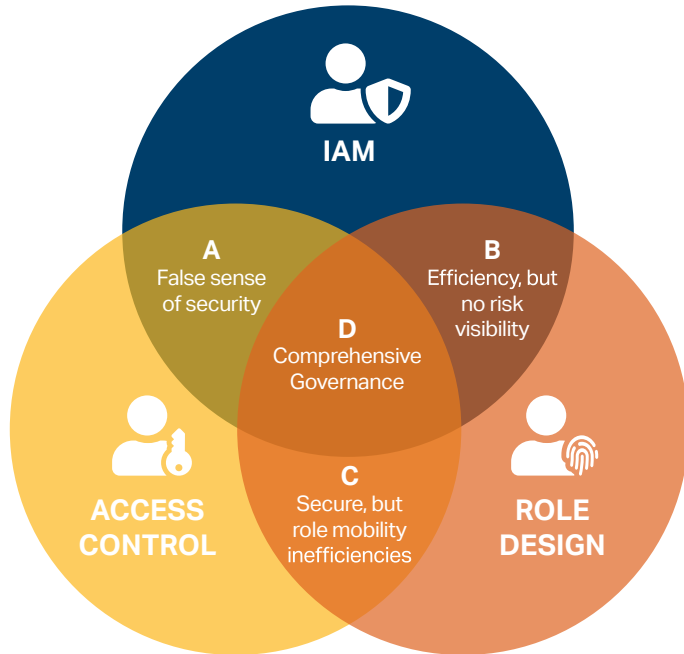 IAM
A
False sense
of security
B
Efficiency, but
no risk
visibility
D
Comprehensive
Governance
ACCESS
CONTROL
C
Secure, but
role mobility
inefficiencies
ROLE
DESIGN